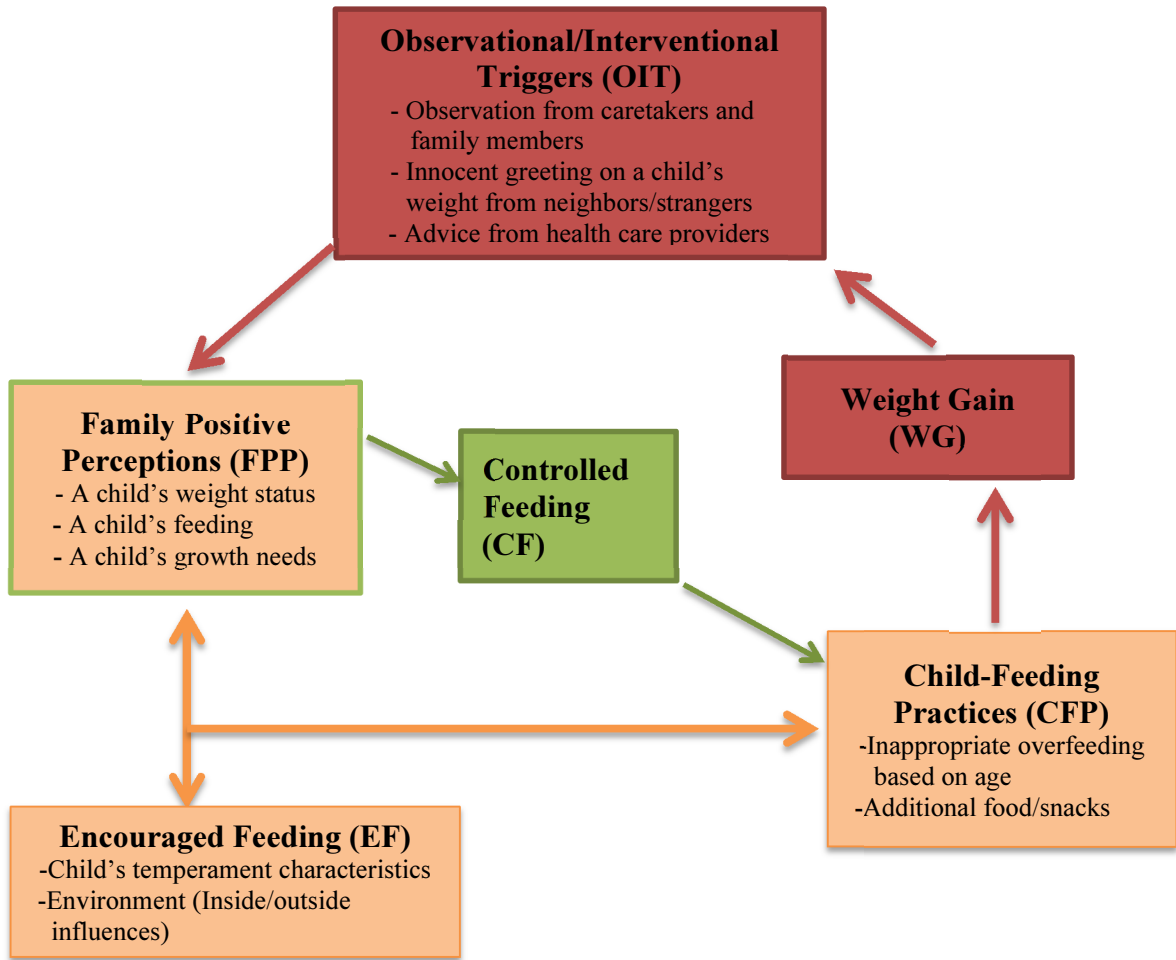 Observational/Interventional
Triggers (OIT)
- Observation from caretakers and
family members
- Innocent greeting on a child’s
weight from neighbors/strangers
- Advice from health care providers
Family Positive
Perceptions (FPP)
- A child’s weight status
- A child’s feeding
- A child’s growth needs
Controlled
Feeding
(CF)
Weight Gain
(WG)
Child-Feeding
Practices (CFP)
-Inappropriate overfeeding
based on age
-Additional food/snacks
Encouraged Feeding (EF)
-Child’s temperament characteristics
-Environment (Inside/outside
influences)